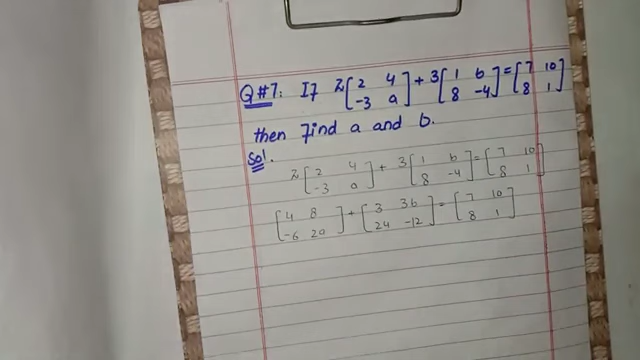 Q#7: If 2[2 4; -3 a] + 3[1 b; 8 -4] = [7 10; 8 1]
then find a and b.
Sol.
2[2 4; -3 a] + 3[1 b; 8 -4] = [7 10; 8 1]
[4 8; -6 2a] + [3 3b; 24 -12] = [7 10; 8 1]